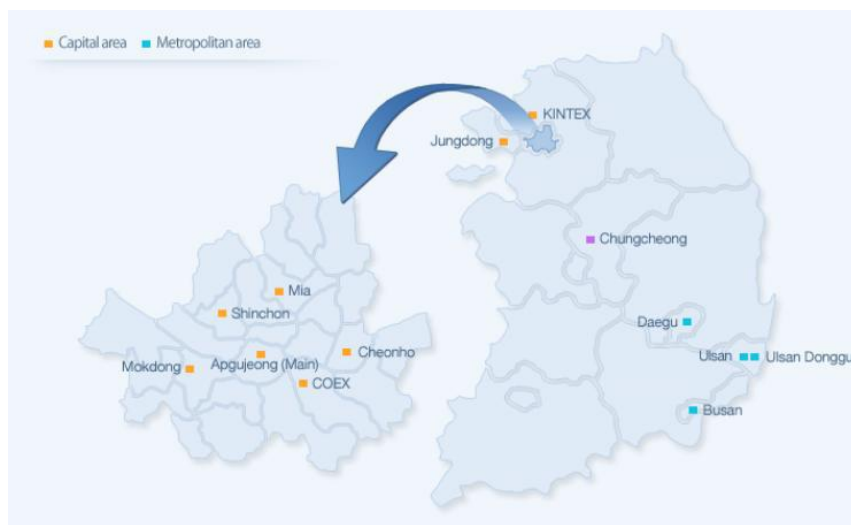 Capital area
Metropolitan area
KINTEX
Jungdong
Chungcheong
Mia
Shinchon
Daegu
Cheonho
Ulsan
Ulsan Donggu
Apgujeong (Main)
Mokdong
COEX
Busan